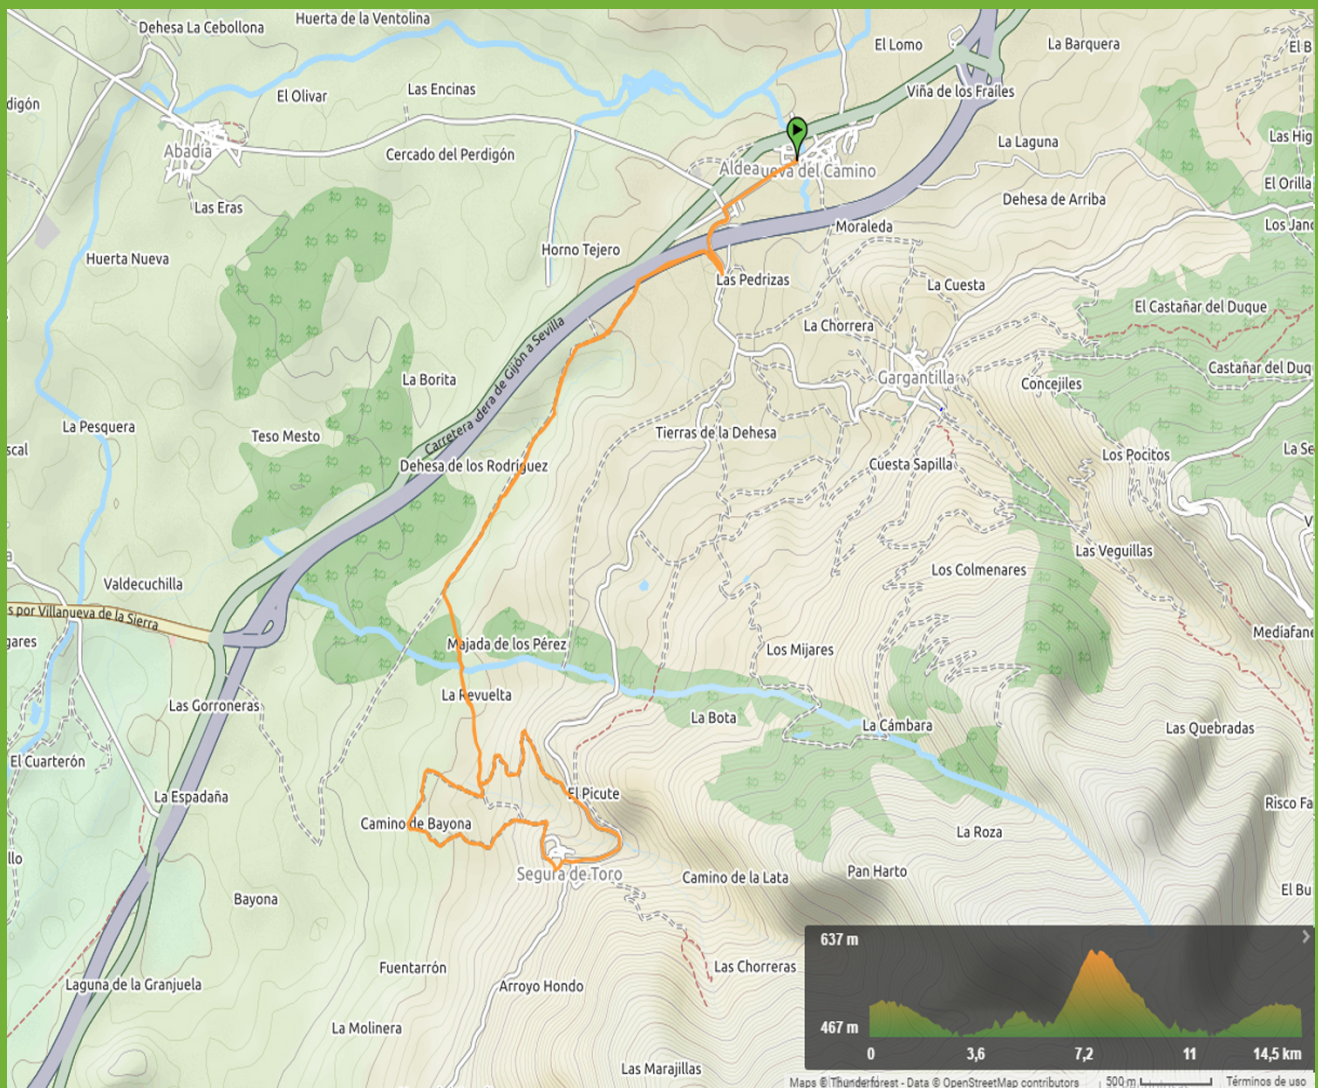 Dehesa La Cebollona
Huerta de la Ventolina
El Lomo
La Barquera
El B
digón
El Olivar
Las Encinas
Viña de los Frailes
Abadía
Cercado del Perdigón
Aldea ueva del Camino
La Laguna
Las Hig
El Orilla
Las Eras
Dehesa de Arriba
Los Janc
Huerta Nueva
Horno Tejero
Moraleda
Las Pedrizas
La Cuesta
El Castañar del Duque
La Chorrera
Castañar del Duq
La Borita
Gargantilla
Concejiles
Carretera dera de Gijón a Sevilla
La Pesquera
Teso Mesto
Tierras de la Dehesa
scal
Dehesa de los Rodríguez
Cuesta Sapilla
Los Pocitos
La Se
V
a
Las Veguillas
Valdecuchilla
Los Colmenares
s por Villanueva de la Sierra
gares
Majada de los Pérez
Los Mijares
Mediafane
La Revuelta
Las Gorroneras
La Bota
La Cámbara
Las Quebradas
El Cuarterón
La Espadaña
El Picute
Risco Fa
Camino de Bayona
La Roza
llo
Segura de Toro
Camino de la Lata
Pan Harto
Bayona
El Bu
Fuentarrón
Las Chorreras
637 m
Laguna de la Granjuela
Arroyo Hondo
La Molinera
467 m
0 3,6 7,2 11 14,5 km
Las Marajillas
Maps © Thunderforest - Data © OpenStreetMap contributors 500 m Términos de uso